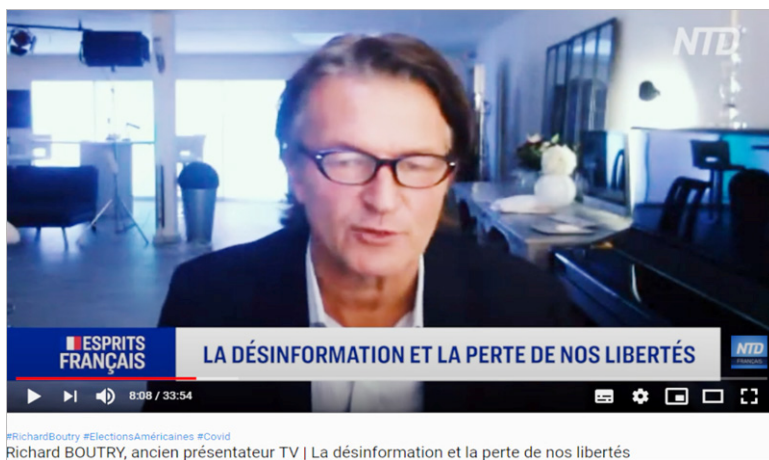 NTD
ESPRITS
FRANÇAIS
LA DÉSINFORMATION ET LA PERTE DE NOS LIBERTÉS
NTD
FRANÇAIS
8:08 / 33:54
#RichardBoutry #ElectionsAméricaines #Covid
Richard BOUTRY, ancien présentateur TV | La désinformation et la perte de nos libertés